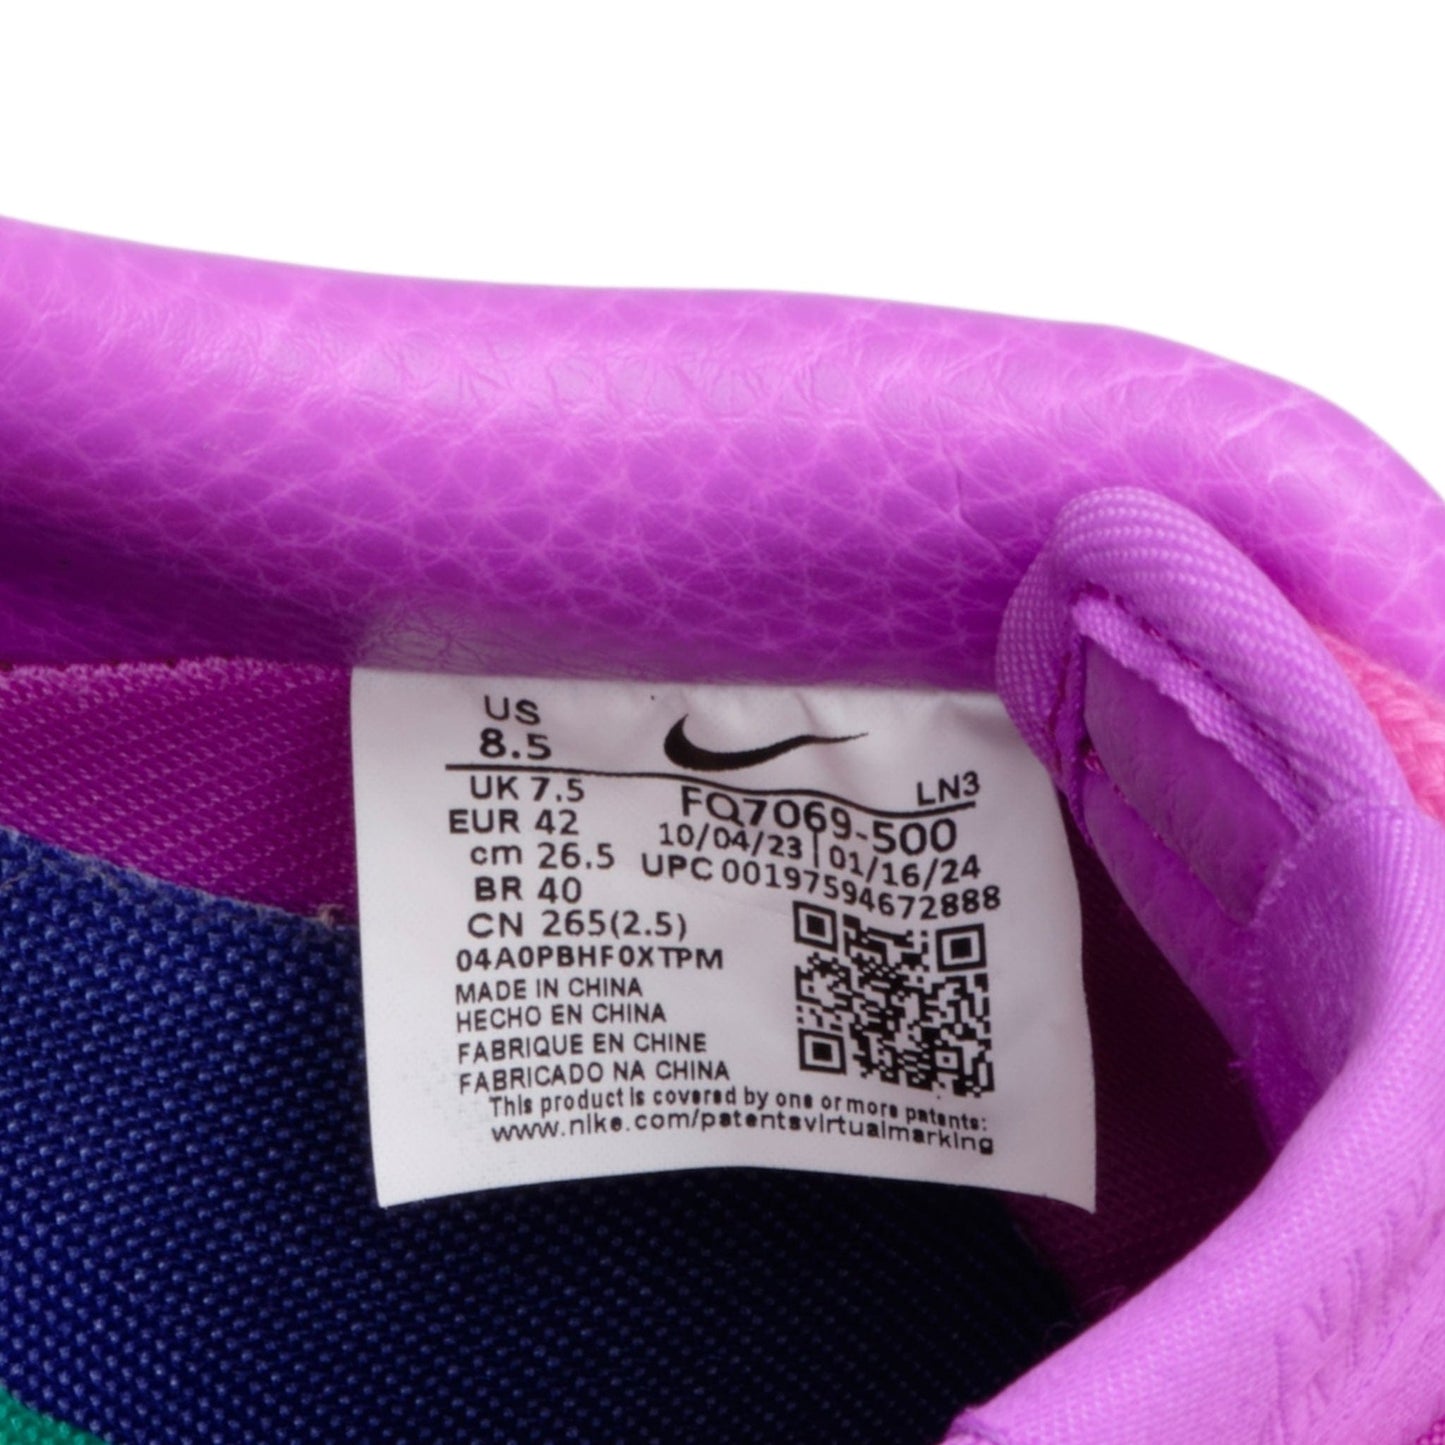 US
8.5
LN3
UK 7.5
FQ7069-500
EUR 42
10/04/23 | 01/16/24
cm 26.5
UPC 00197594672888
BR 40
CN 265(2.5)
04A0PBHF0XTPM
MADE IN CHINA
HECHO EN CHINA
FABRIQUE EN CHINE
FABRICADO NA CHINA
This product is covered by one or more patents:
www.nike.com/patentsvirtualmarking